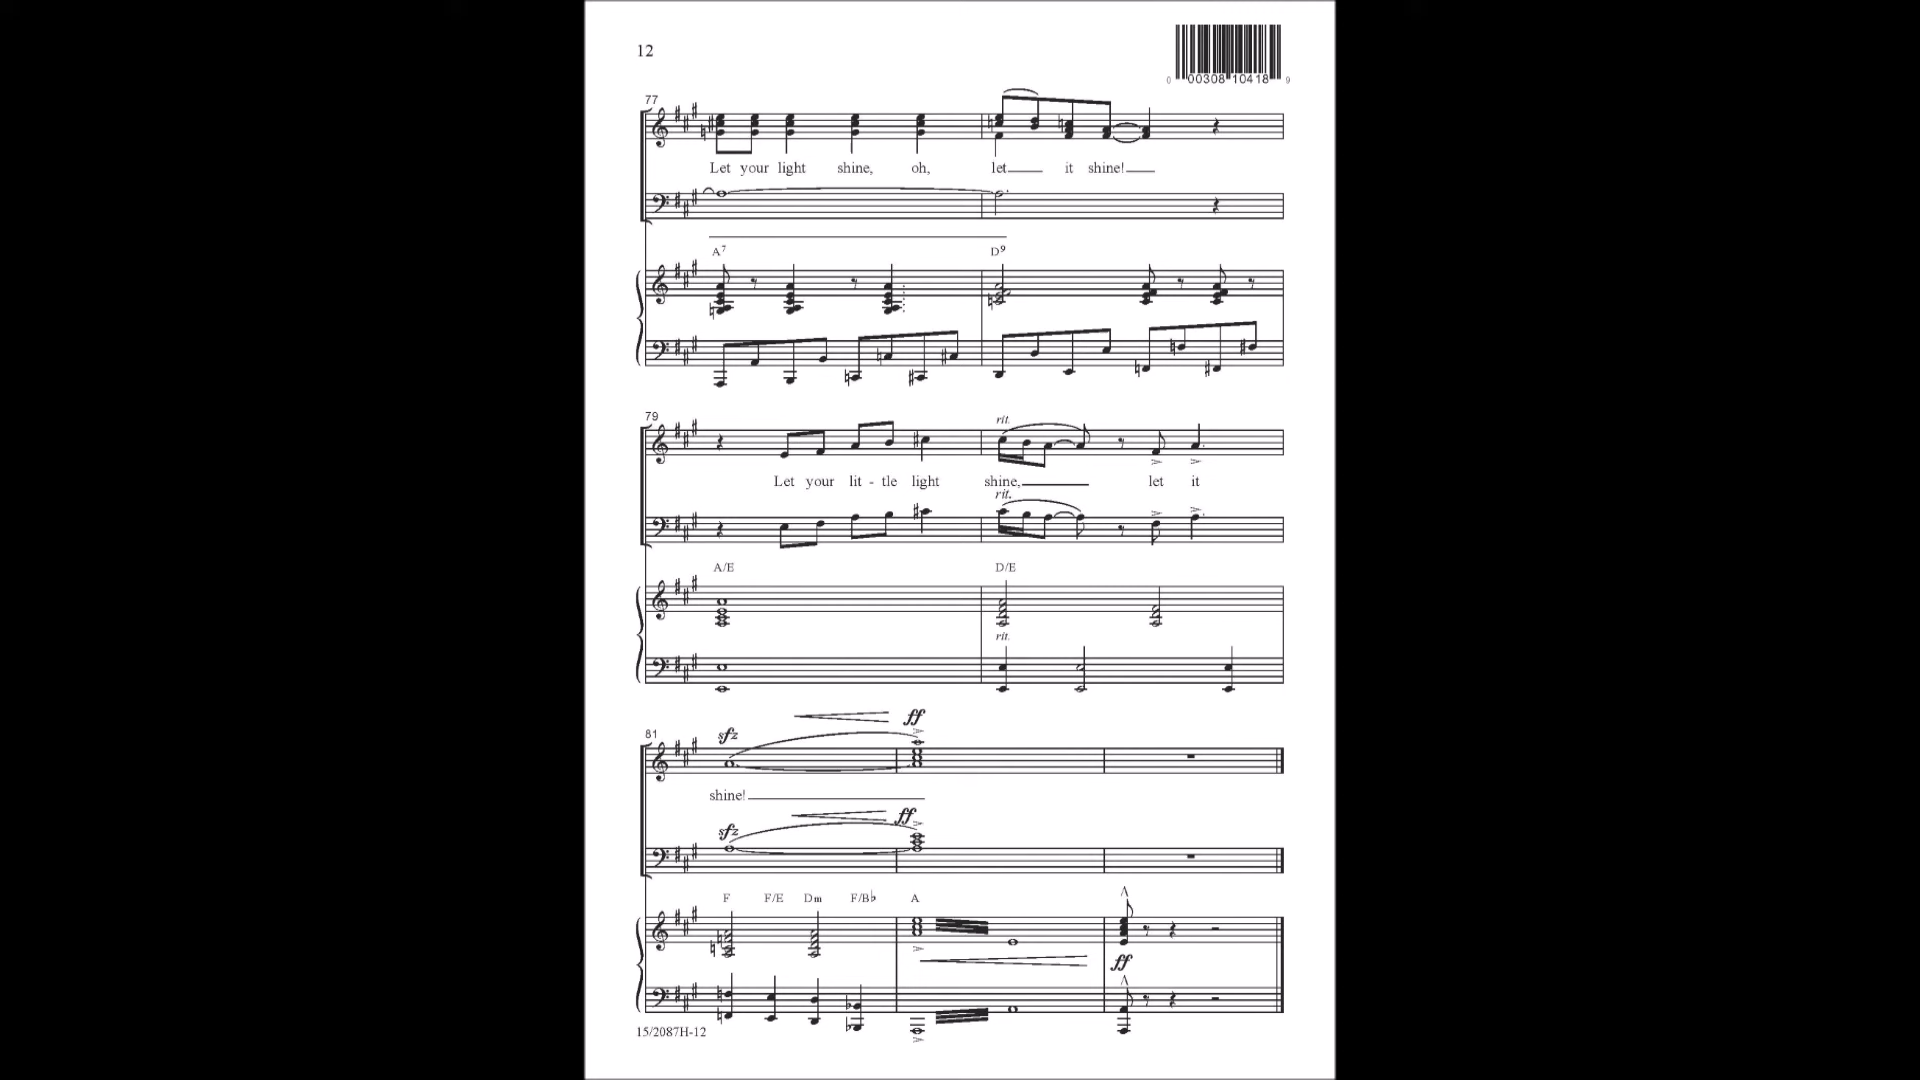 12
0 00308 10418 9
77
Let your light shine, oh, let it shine!
A7 D9
79
rit.
Let your lit - tle light shine, let it
rit.
A/E D/E
rit.
ff
81
sfz
shine!
ff
sfz
F F/E Dm F/B♭ A
ff
15/2087H-12